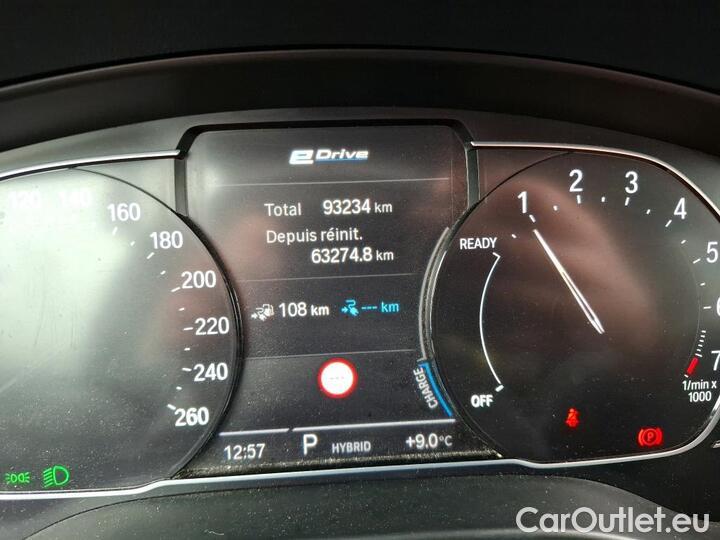 eDrive
Total 93234 km
Depuis réinit.
63274.8 km
108 km --- km
120 140 160 180 200 220 240 260
READY
OFF
CHARGE
1 2 3 4 5 6 7
1/min x
1000
12:57 P HYBRID +9.0°C
P
CarOutlet.eu